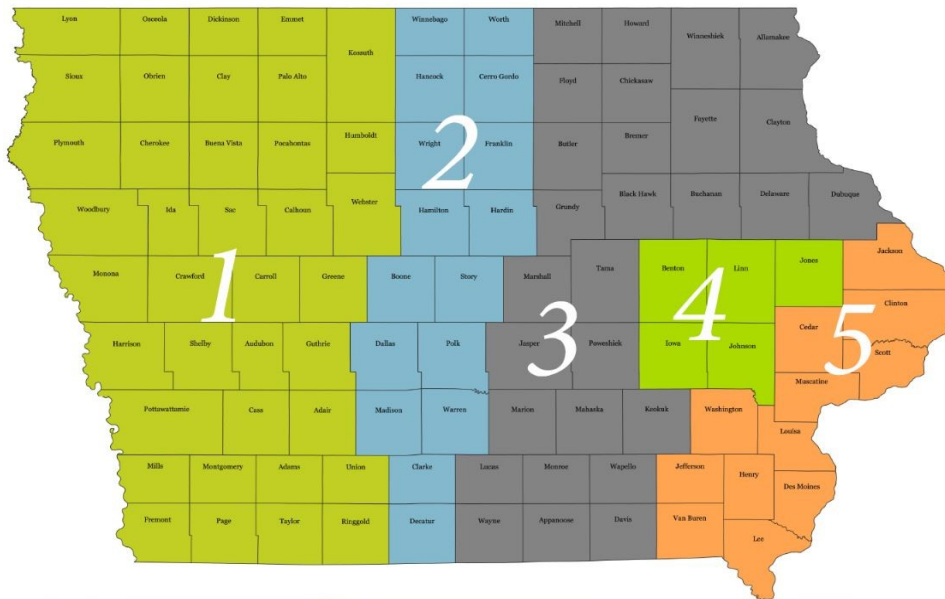 Lyon
Osceola
Dickinson
Emmet
Kossuth
Winnebago
Worth
Mitchell
Howard
Winneshiek
Allamakee
Sioux
Obrien
Clay
Palo Alto
Hancock
Cerro Gordo
Floyd
Chickasaw
Fayette
Clayton
Plymouth
Cherokee
Buena Vista
Pocahontas
Humboldt
2
Wright
Franklin
Butler
Bremer
Woodbury
Ida
Sac
Calhoun
Webster
Hamilton
Hardin
Grundy
Black Hawk
Buchanan
Delaware
Dubuque
Monona
Crawford
Carroll
Greene
Boone
Story
Marshall
Tama
Benton
Linn
Jones
Jackson
1
3
4
5
Clinton
Harrison
Shelby
Audubon
Guthrie
Dallas
Polk
Jasper
Poweshiek
Iowa
Johnson
Cedar
Scott
Muscatine
Pottawattamie
Cass
Adair
Madison
Warren
Marion
Mahaska
Keokuk
Washington
Louisa
Mills
Montgomery
Adams
Union
Clarke
Lucas
Monroe
Wapello
Jefferson
Henry
Des Moines
Fremont
Page
Taylor
Ringgold
Decatur
Wayne
Appanoose
Davis
Van Buren
Lee